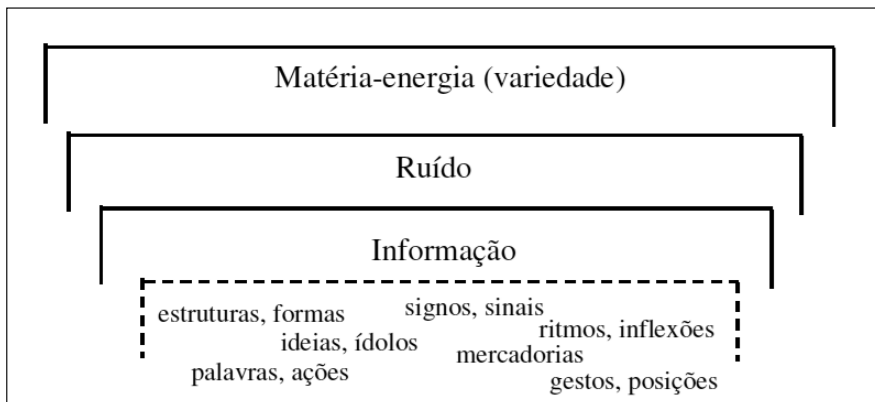 Matéria-energia (variedade)
Ruído
Informação
estruturas, formas
signos, sinais
ritmos, inflexões
ideias, ídolos
mercadorias
palavras, ações
gestos, posições